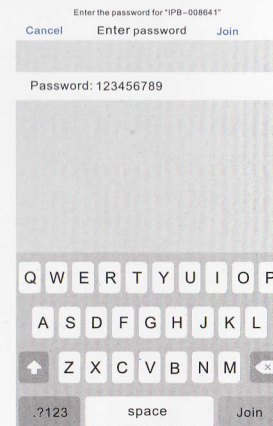 Enter the password for "IPB-008641"
Cancel Enter password Join
Password: 123456789
Q W E R T Y U I O P
A S D F G H J K L
Z X C V B N M
.?123 space Join